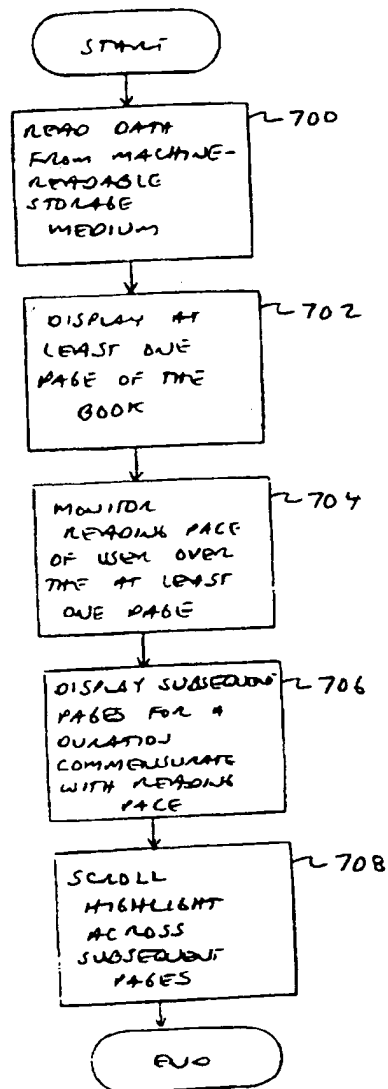 START
READ DATA
FROM MACHINE-
READABLE
STORAGE
MEDIUM
700
DISPLAY AT
LEAST ONE
PAGE OF THE
BOOK
702
MONITOR
READING PACE
OF USER OVER
THE AT LEAST
ONE PAGE
704
DISPLAY SUBSEQUENT
PAGES FOR A
DURATION
COMMENSURATE
WITH READING
PACE
706
SCROLL
HIGHLIGHT
ACROSS
SUBSEQUENT
PAGES
708
END